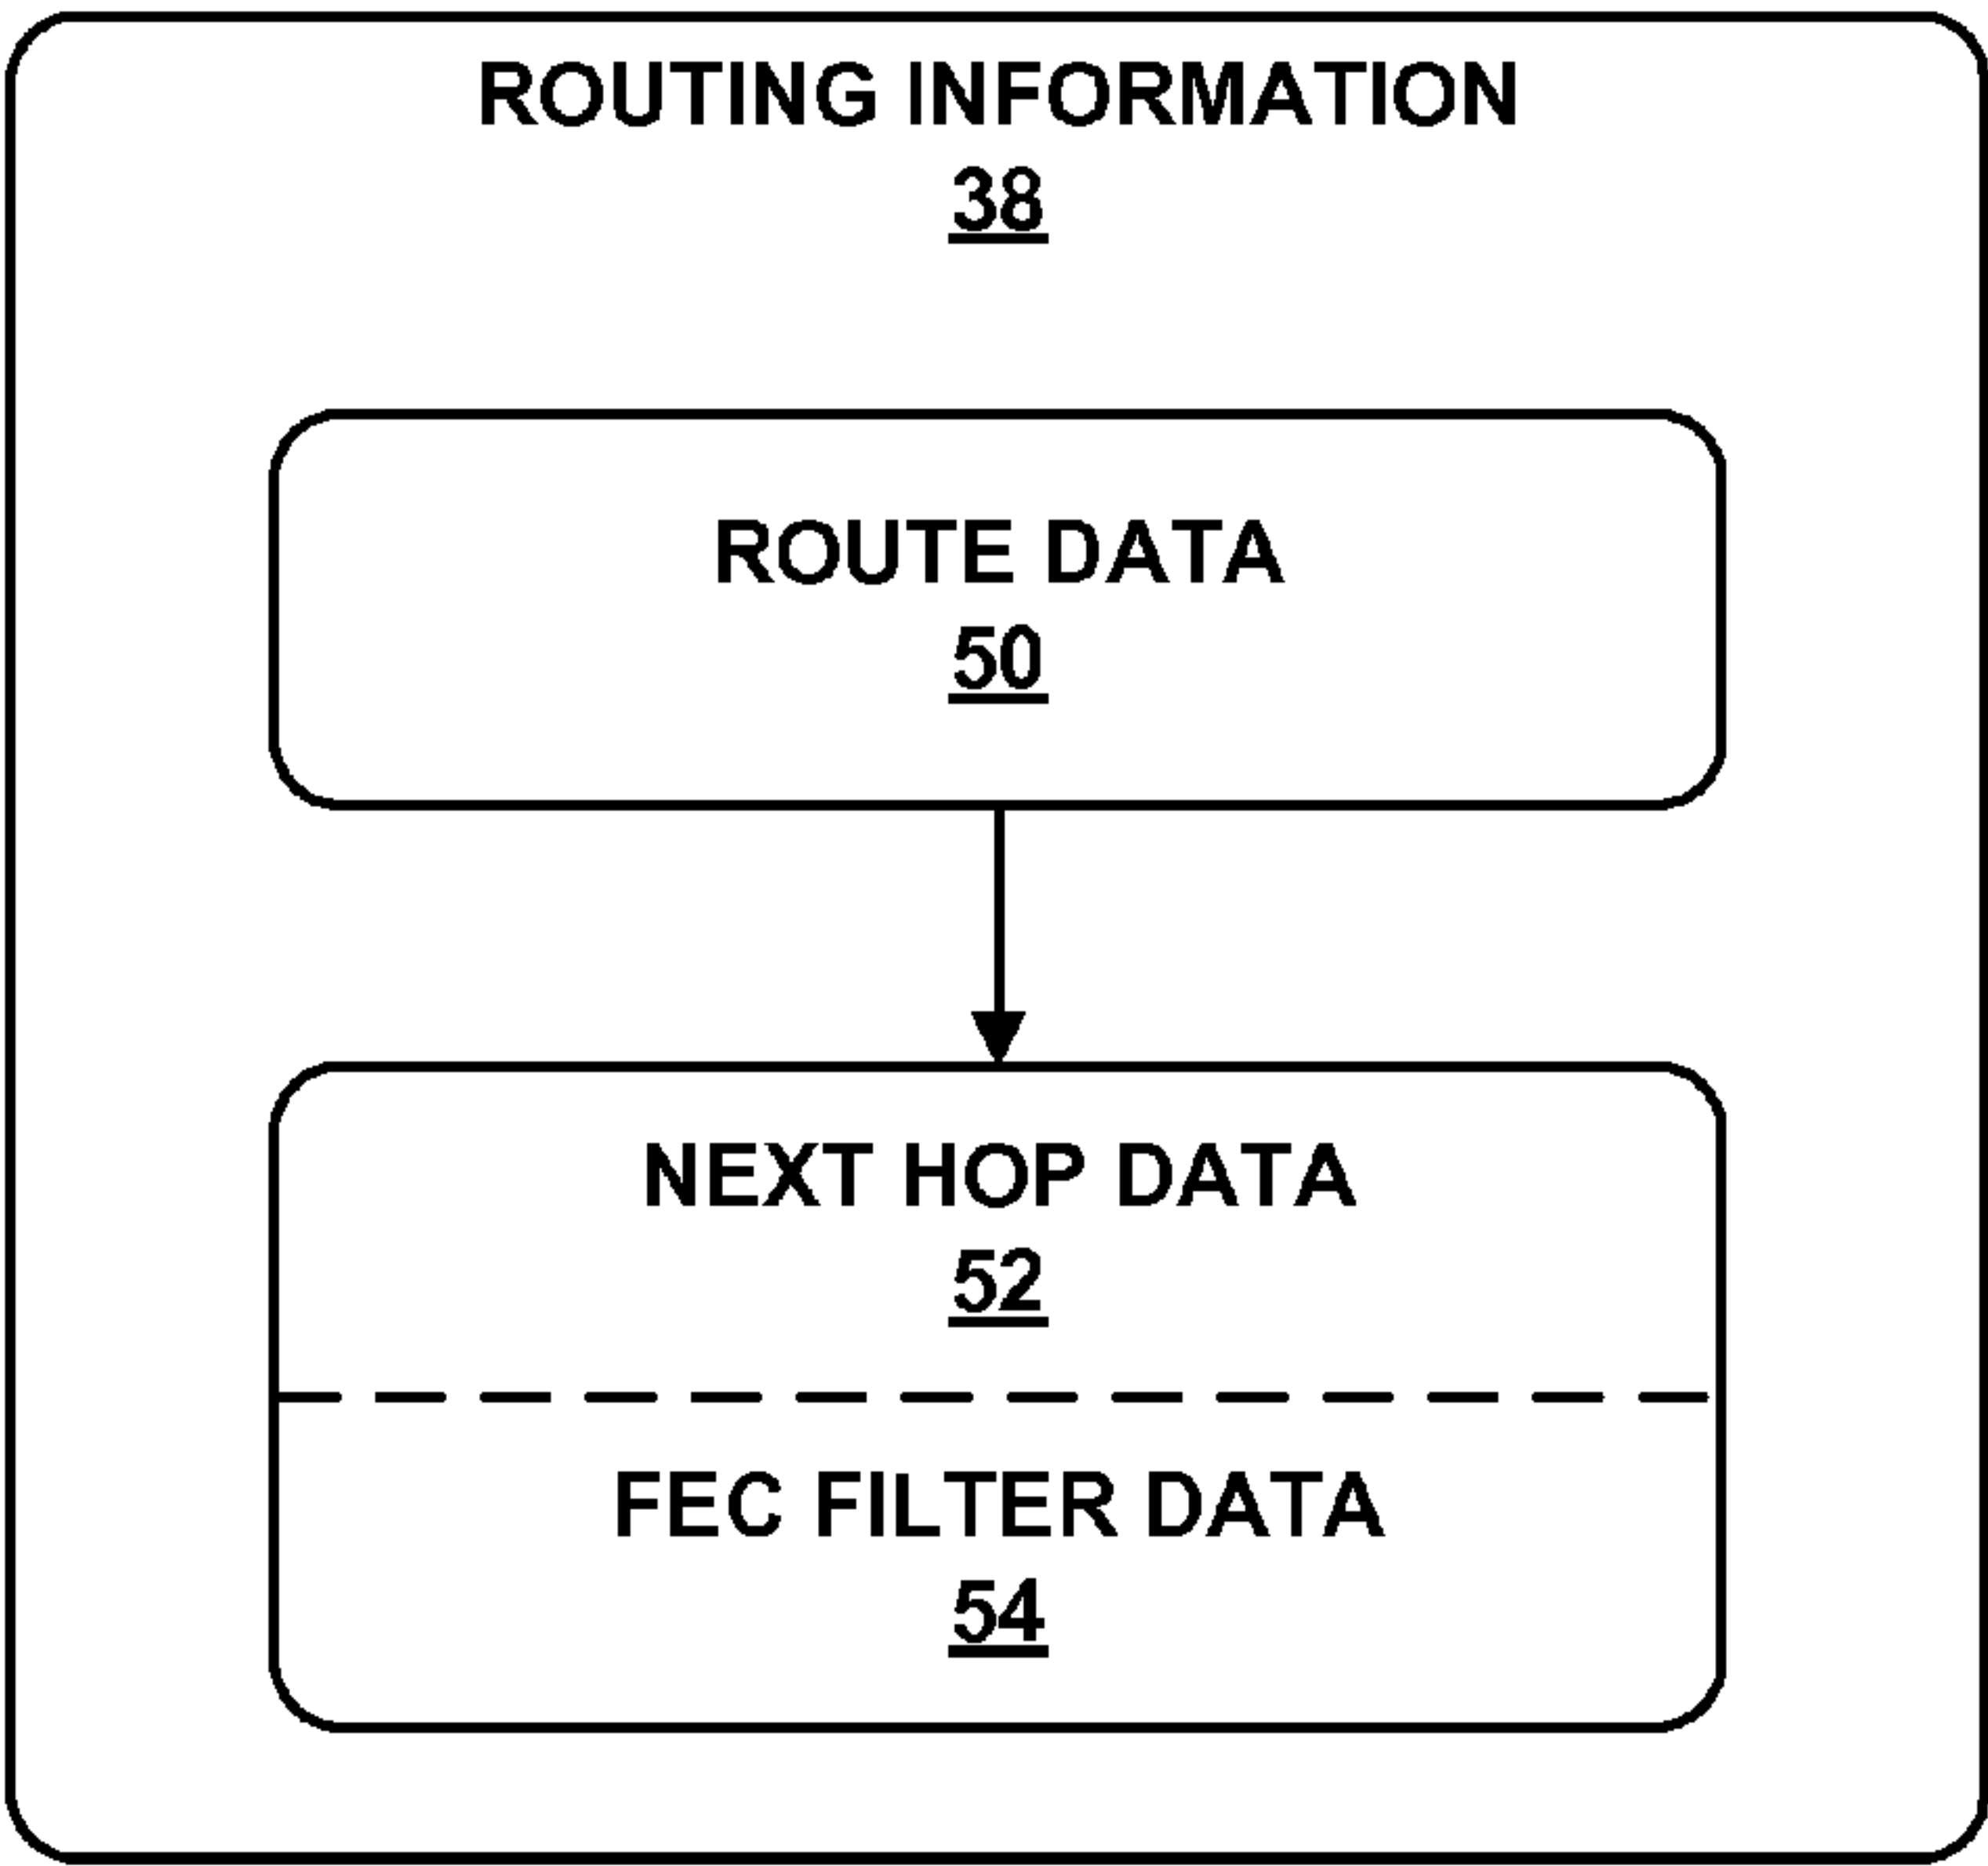 ROUTING INFORMATION
38
ROUTE DATA
50
NEXT HOP DATA
52
FEC FILTER DATA
54